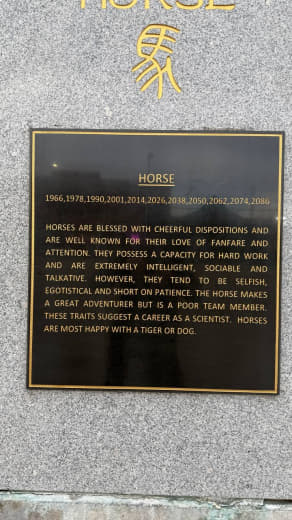 HORSE
馬
HORSE
1966,1978,1990,2001,2014,2026,2038,2050,2062,2074,2086
HORSES ARE BLESSED WITH CHEERFUL DISPOSITIONS AND
ARE WELL KNOWN FOR THEIR LOVE OF FANFARE AND
ATTENTION. THEY POSSESS A CAPACITY FOR HARD WORK
AND ARE EXTREMELY INTELLIGENT, SOCIABLE AND
TALKATIVE. HOWEVER, THEY TEND TO BE SELFISH,
EGOTISTICAL AND SHORT ON PATIENCE. THE HORSE MAKES
A GREAT ADVENTURER BUT IS A POOR TEAM MEMBER.
THESE TRAITS SUGGEST A CAREER AS A SCIENTIST. HORSES
ARE MOST HAPPY WITH A TIGER OR DOG.